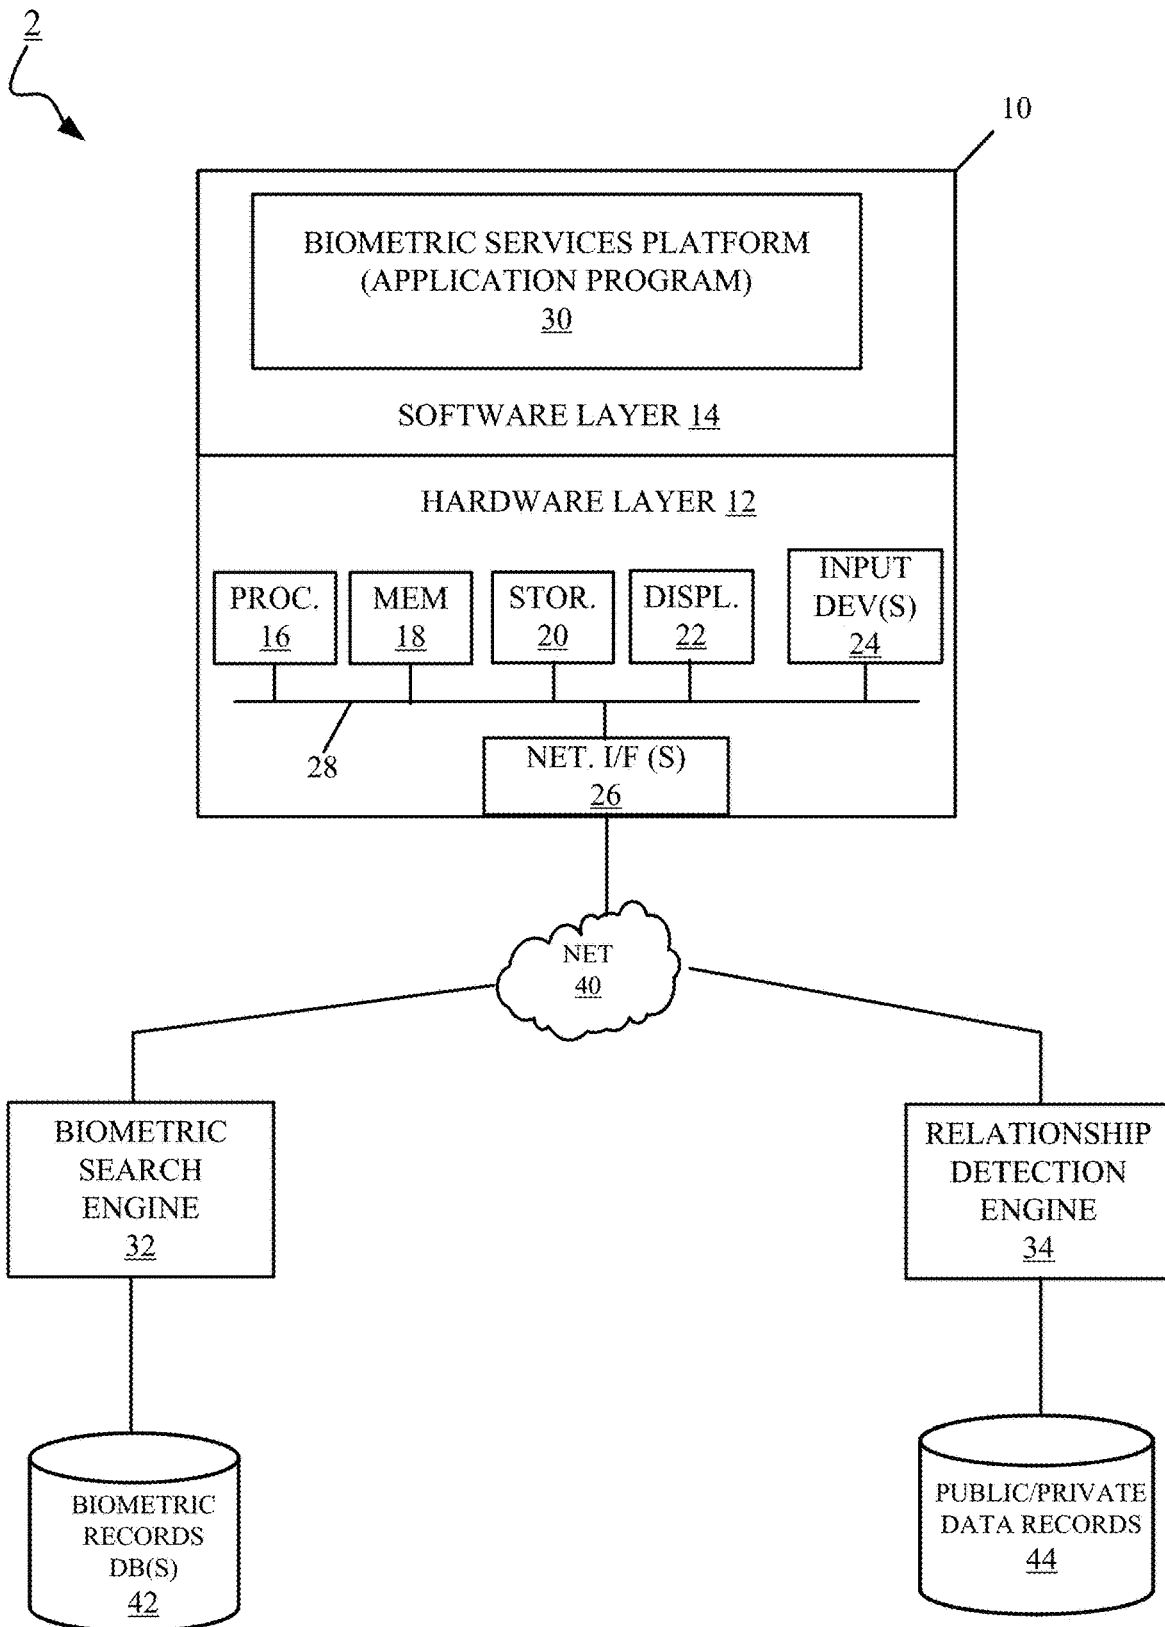 2
10
BIOMETRIC SERVICES PLATFORM
(APPLICATION PROGRAM)
30
SOFTWARE LAYER 14
HARDWARE LAYER 12
PROC.
16
MEM
18
STOR.
20
DISPL.
22
INPUT
DEV(S)
24
28
NET. I/F (S)
26
NET
40
BIOMETRIC
SEARCH
ENGINE
32
RELATIONSHIP
DETECTION
ENGINE
34
BIOMETRIC
RECORDS
DB(S)
42
PUBLIC/PRIVATE
DATA RECORDS
44